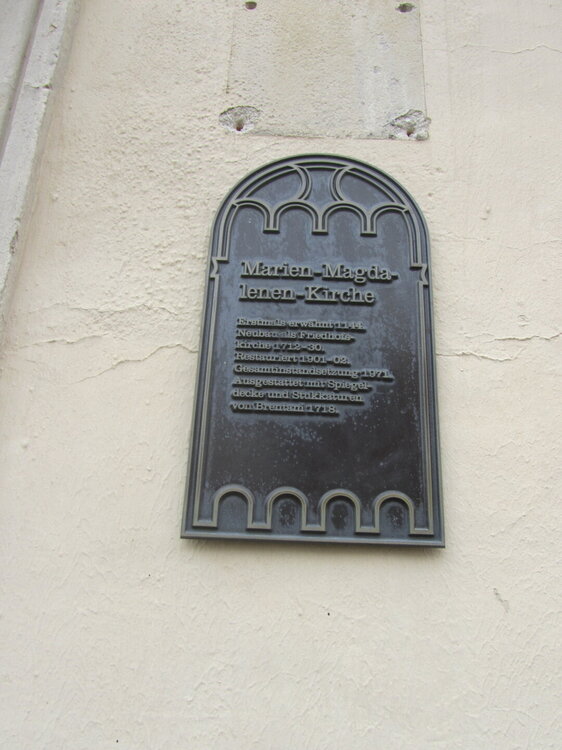 Marien-Magda-
lenen-Kirche
Erstmals erwähnt 1144.
Neubau als Friedhofs-
kirche 1712-30.
Restauriert 1901-02.
Gesamtinstandsetzung 1971.
Ausgestattet mit Spiegel-
decke und Stukkaturen
von Brentani 1718.